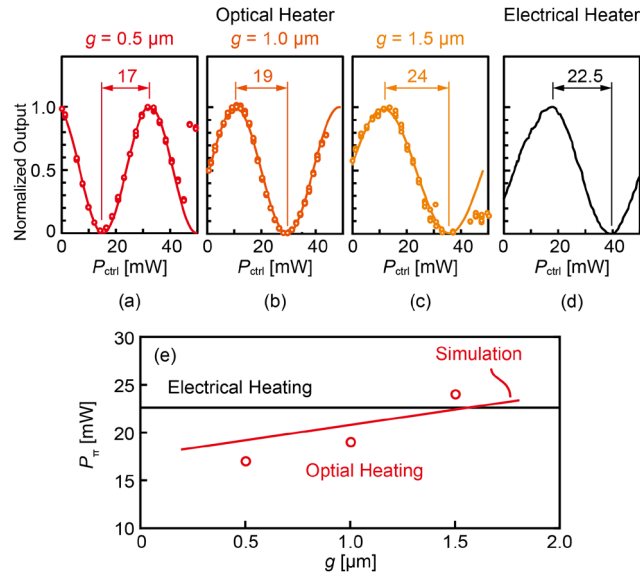 Optical Heater
Electrical Heater
g = 0.5 μm
g = 1.0 μm
g = 1.5 μm
17
19
24
22.5
Normalized Output
1.0
0.5
0
0 20 40
0 20 40
0 20 40
0 20 40
Pctrl [mW]
Pctrl [mW]
Pctrl [mW]
Pctrl [mW]
(a)
(b)
(c)
(d)
(e)
Simulation
Electrical Heating
Optial Heating
Pπ [mW]
30
25
20
15
10
0 0.5 1.0 1.5 2.0
g [μm]